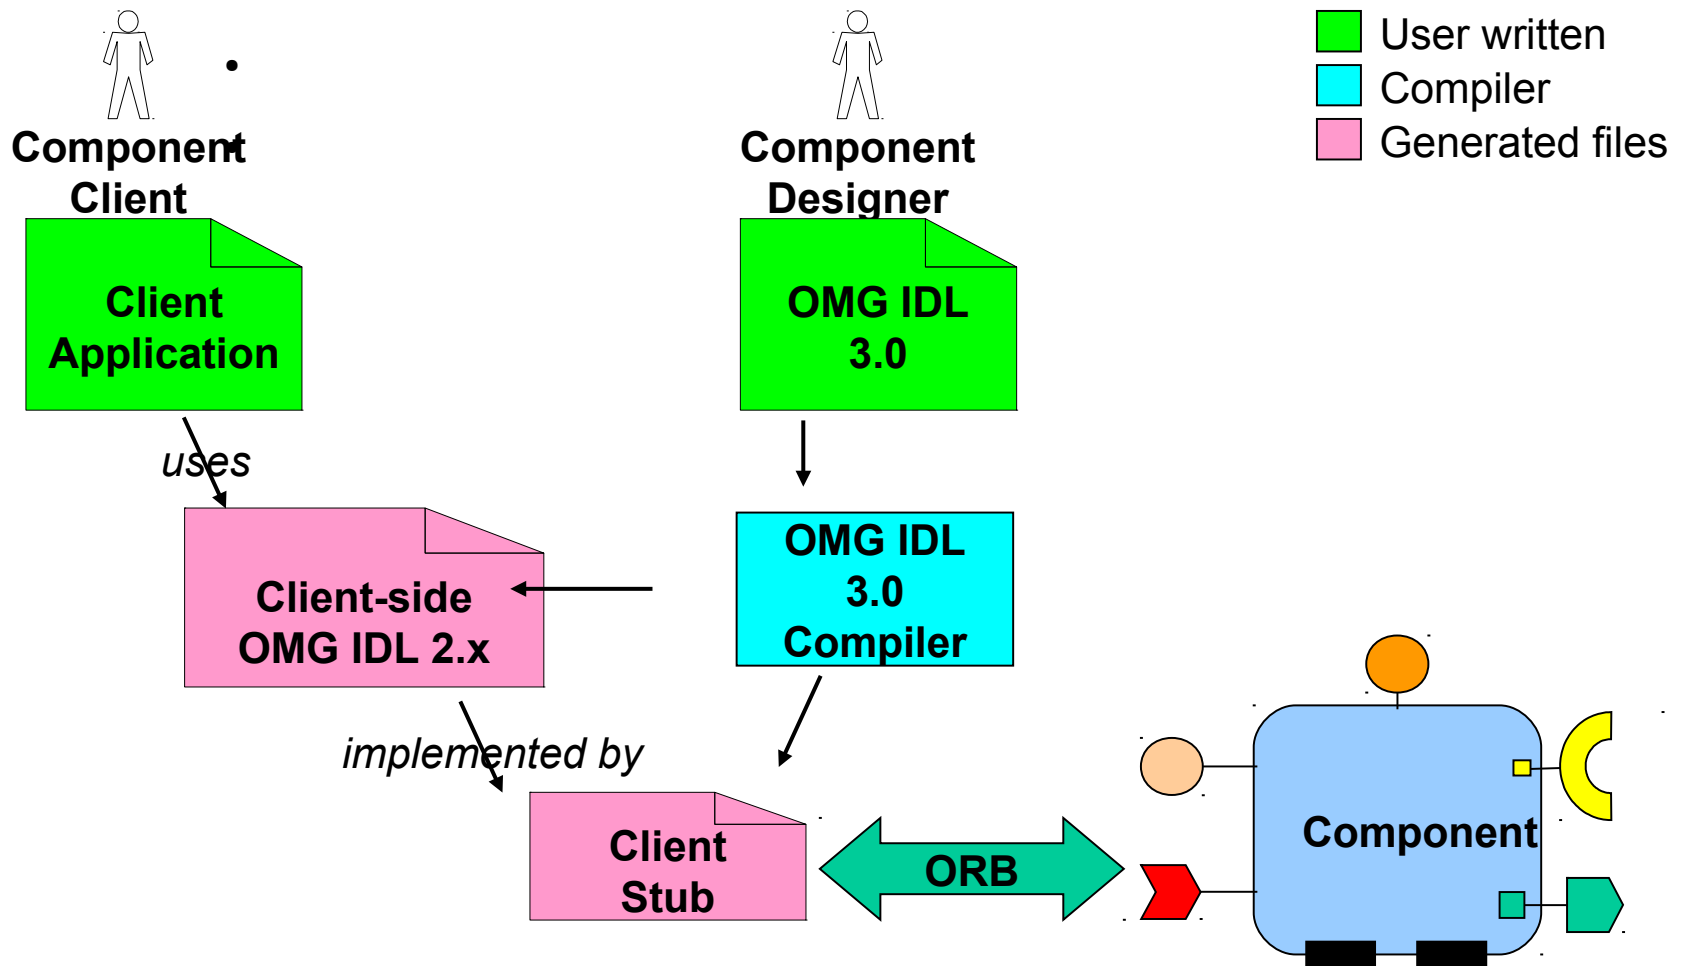 Component
Client
Component
Designer
User written
Compiler
Generated files
Client
Application
OMG IDL
3.0
uses
Client-side
OMG IDL 2.x
OMG IDL
3.0
Compiler
implemented by
Client
Stub
ORB
Component